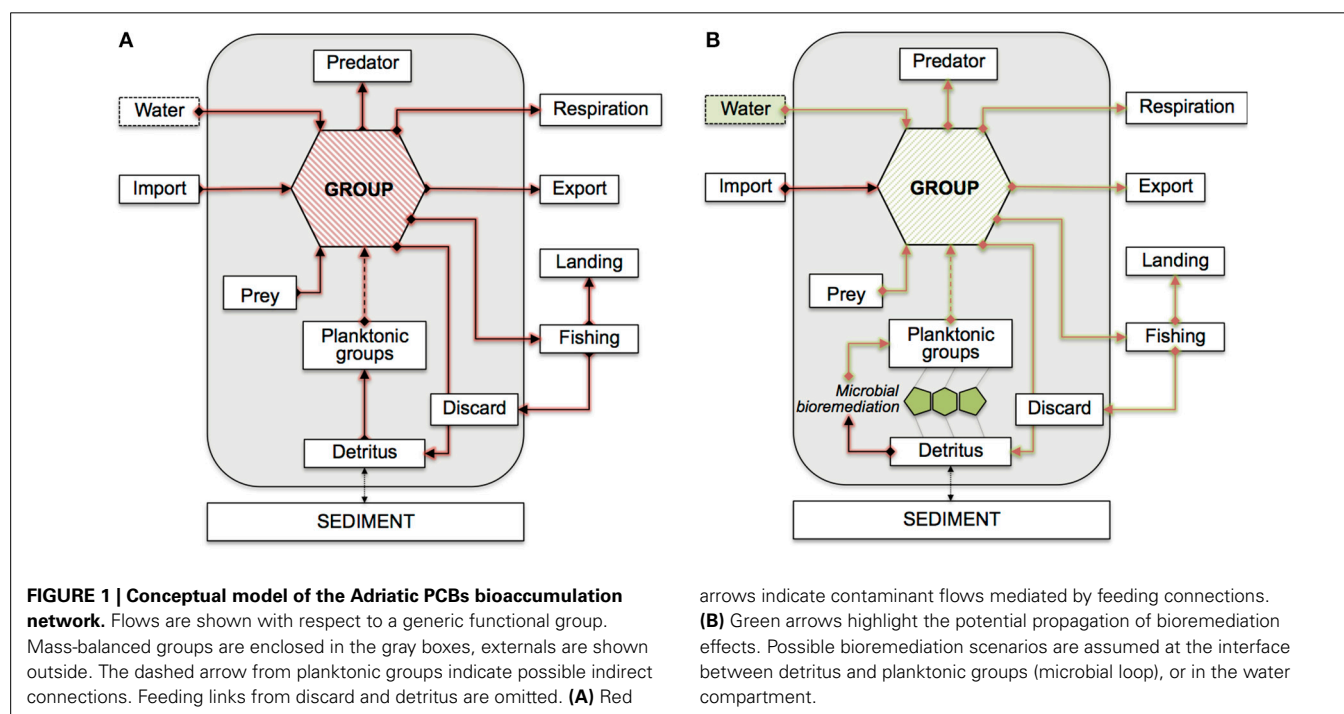 A
Predator
Water
Respiration
Import
GROUP
Export
Landing
Prey
Planktonic
groups
Fishing
Discard
Detritus
SEDIMENT
B
Predator
Water
Respiration
Import
GROUP
Export
Landing
Prey
Planktonic
groups
Fishing
Microbial
bioremediation
Discard
Detritus
SEDIMENT
FIGURE 1 | Conceptual model of the Adriatic PCBs bioaccumulation
network. Flows are shown with respect to a generic functional group.
Mass-balanced groups are enclosed in the gray boxes, externals are shown
outside. The dashed arrow from planktonic groups indicate possible indirect
connections. Feeding links from discard and detritus are omitted. (A) Red
arrows indicate contaminant flows mediated by feeding connections.
(B) Green arrows highlight the potential propagation of bioremediation
effects. Possible bioremediation scenarios are assumed at the interface
between detritus and planktonic groups (microbial loop), or in the water
compartment.